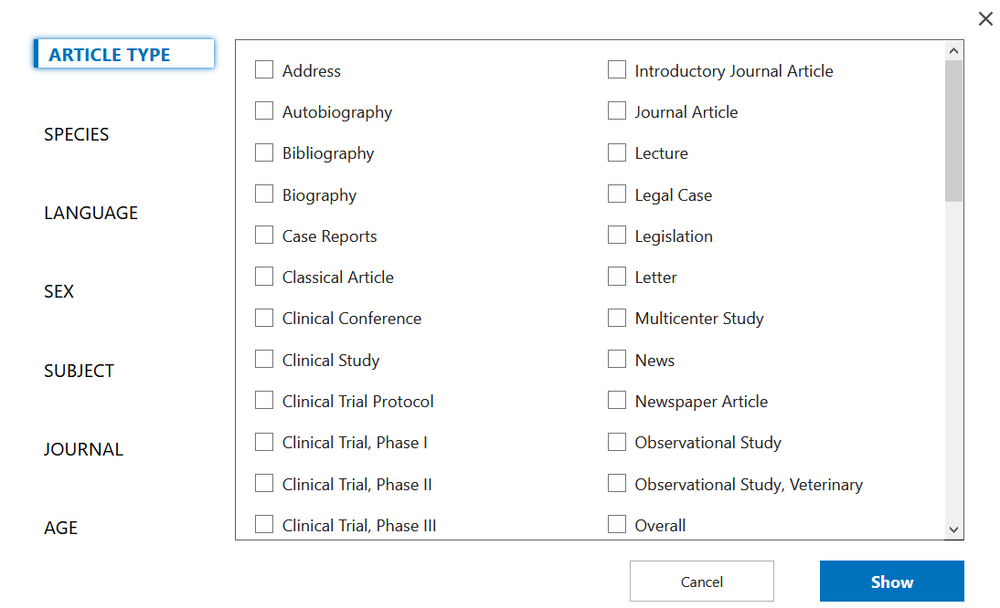 ARTICLE TYPE
SPECIES
LANGUAGE
SEX
SUBJECT
JOURNAL
AGE
Address
Autobiography
Bibliography
Biography
Case Reports
Classical Article
Clinical Conference
Clinical Study
Clinical Trial Protocol
Clinical Trial, Phase I
Clinical Trial, Phase II
Clinical Trial, Phase III
Introductory Journal Article
Journal Article
Lecture
Legal Case
Legislation
Letter
Multicenter Study
News
Newspaper Article
Observational Study
Observational Study, Veterinary
Overall
Cancel
Show